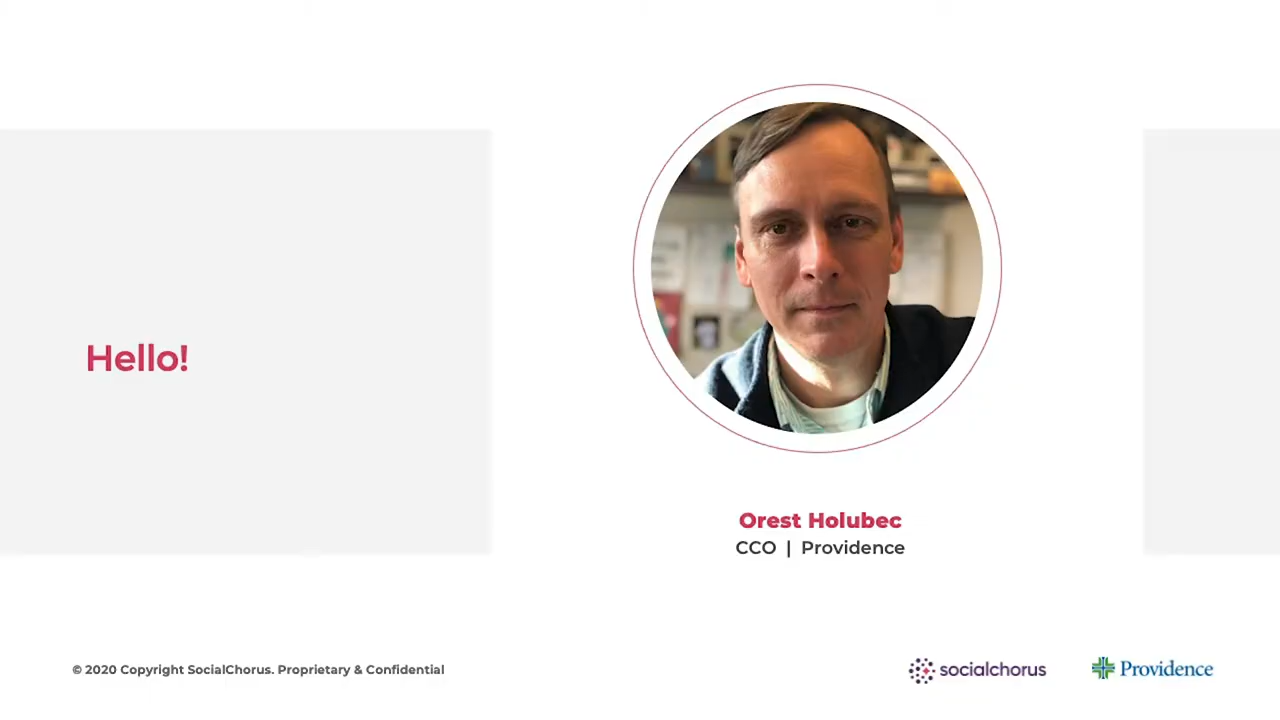 Hello!
Orest Holubec
CCO | Providence
© 2020 Copyright SocialChorus. Proprietary & Confidential
socialchorus
Providence